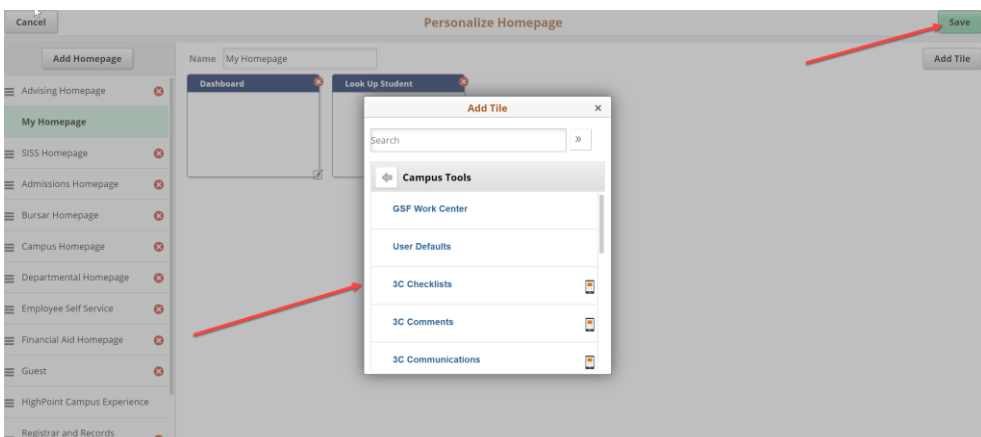 Cancel
Personalize Homepage
Save
Add Homepage
Name My Homepage
Add Tile
Advising Homepage
My Homepage
SISS Homepage
Admissions Homepage
Bursar Homepage
Campus Homepage
Departmental Homepage
Employee Self Service
Financial Aid Homepage
Guest
HighPoint Campus Experience
Registrar and Records
Dashboard
Look Up Student
Add Tile
Search
Campus Tools
GSF Work Center
User Defaults
3C Checklists
3C Comments
3C Communications